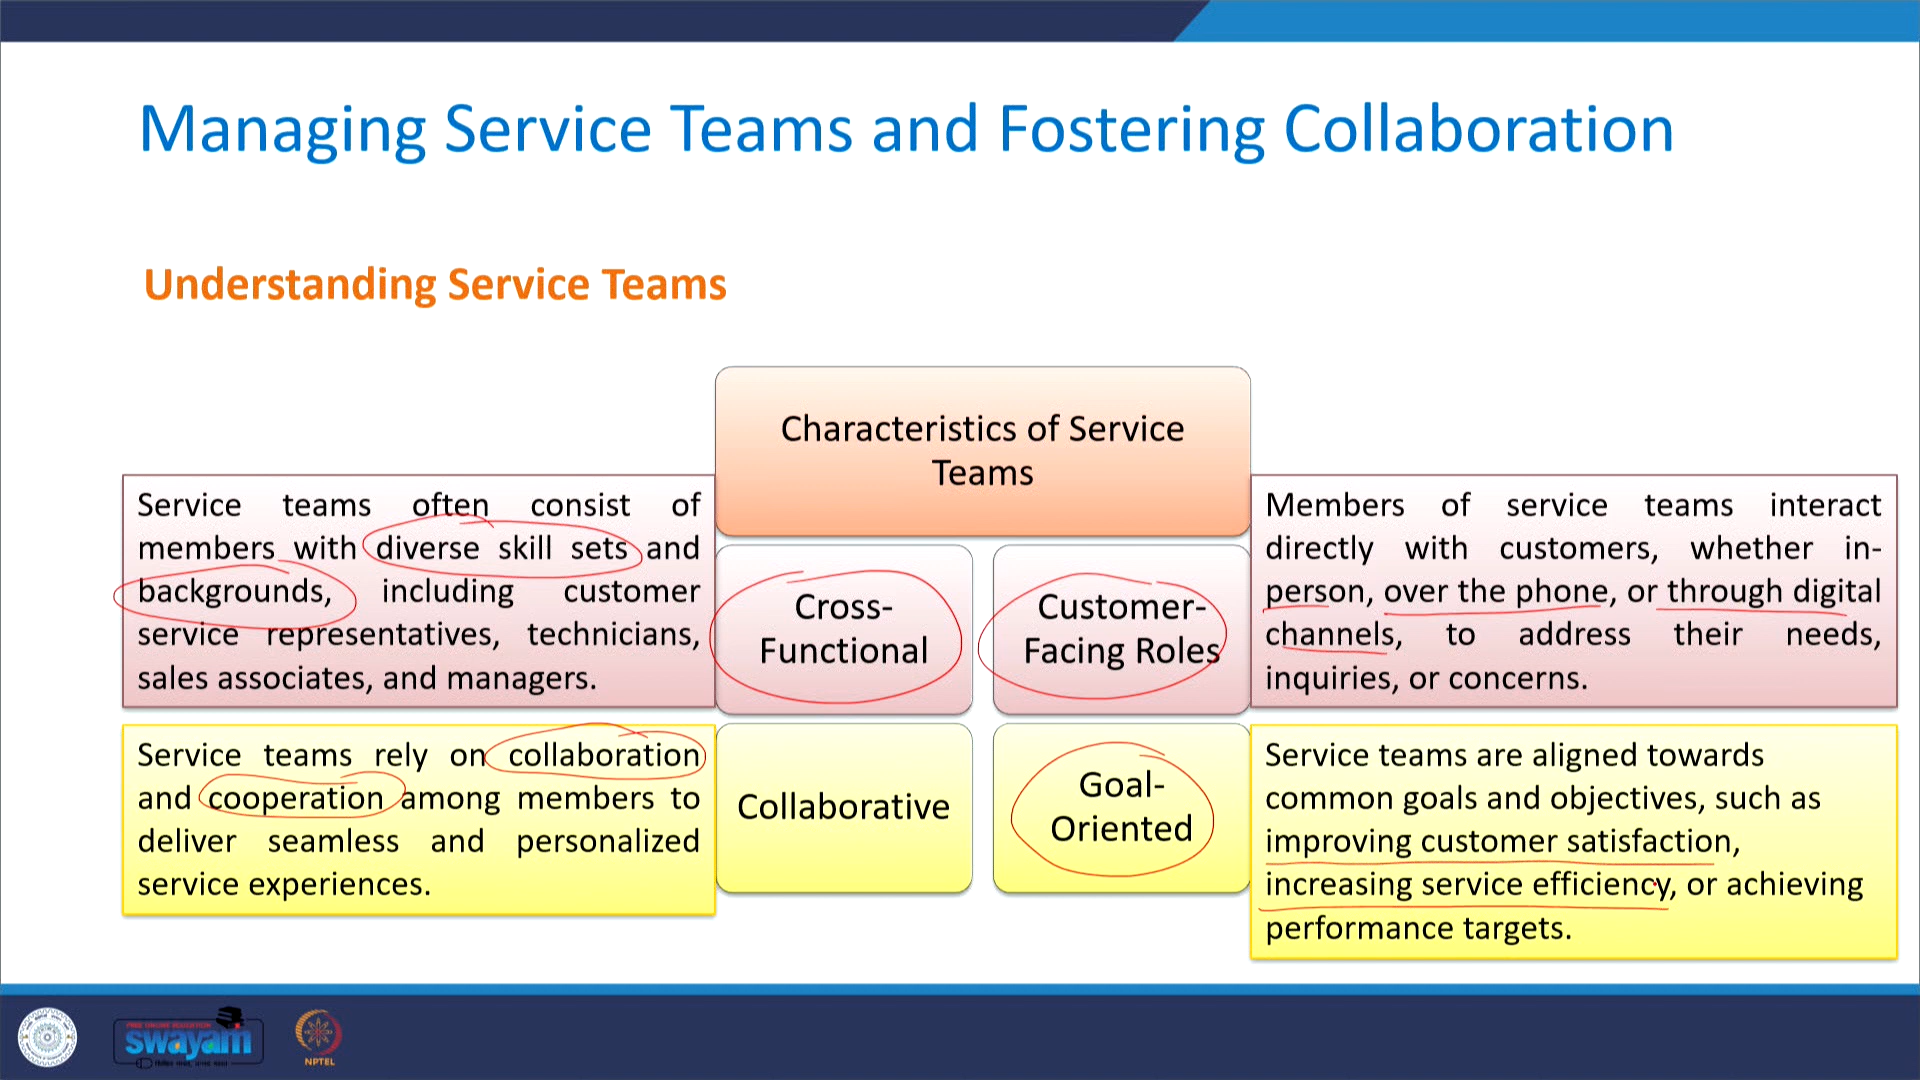 Managing Service Teams and Fostering Collaboration
Understanding Service Teams
Characteristics of Service
Teams
Service teams often consist of
members with diverse skill sets and
backgrounds, including customer
service representatives, technicians,
sales associates, and managers.
Cross-
Functional
Customer-
Facing Roles
Members of service teams interact
directly with customers, whether in-
person, over the phone, or through digital
channels, to address their needs,
inquiries, or concerns.
Service teams rely on collaboration
and cooperation among members to
deliver seamless and personalized
service experiences.
Collaborative
Goal-
Oriented
Service teams are aligned towards
common goals and objectives, such as
improving customer satisfaction,
increasing service efficiency, or achieving
performance targets.
FREE ONLINE EDUCATION
swayam
NPTEL